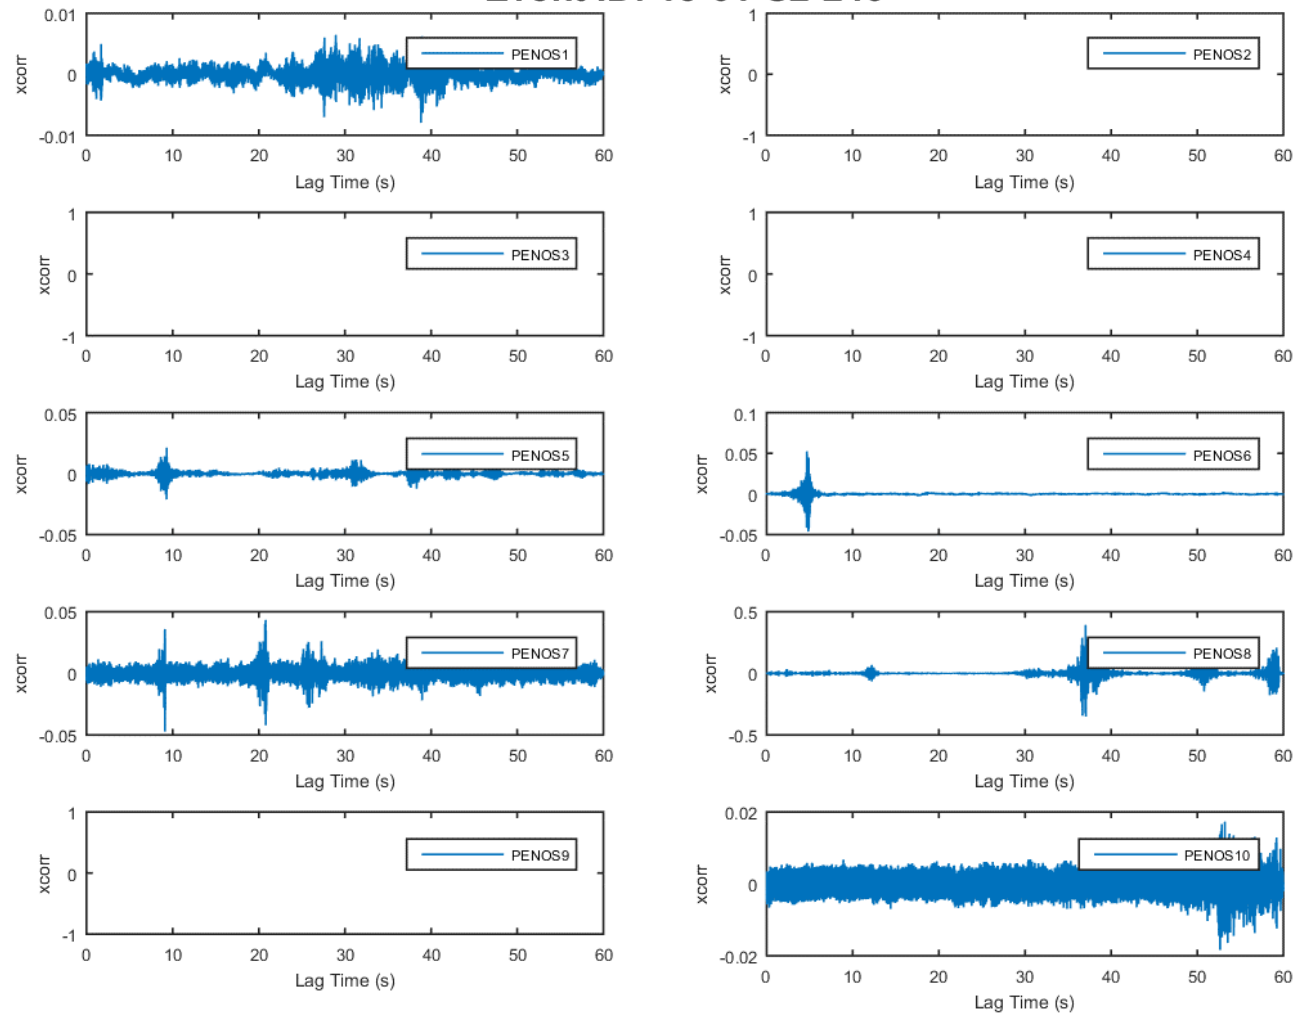 0.01 0 -0.01 xcorr PENOS1
0 10 20 30 40 50 60
Lag Time (s)
1 0 -1 xcorr PENOS2
0 10 20 30 40 50 60
Lag Time (s)
1 0 -1 xcorr PENOS3
0 10 20 30 40 50 60
Lag Time (s)
1 0 -1 xcorr PENOS4
0 10 20 30 40 50 60
Lag Time (s)
0.05 0 -0.05 xcorr PENOS5
0 10 20 30 40 50 60
Lag Time (s)
0.1 0.05 0 -0.05 xcorr PENOS6
0 10 20 30 40 50 60
Lag Time (s)
0.05 0 -0.05 xcorr PENOS7
0 10 20 30 40 50 60
Lag Time (s)
0.5 0 -0.5 xcorr PENOS8
0 10 20 30 40 50 60
Lag Time (s)
1 0 -1 xcorr PENOS9
0 10 20 30 40 50 60
Lag Time (s)
0.02 0 -0.02 xcorr PENOS10
0 10 20 30 40 50 60
Lag Time (s)